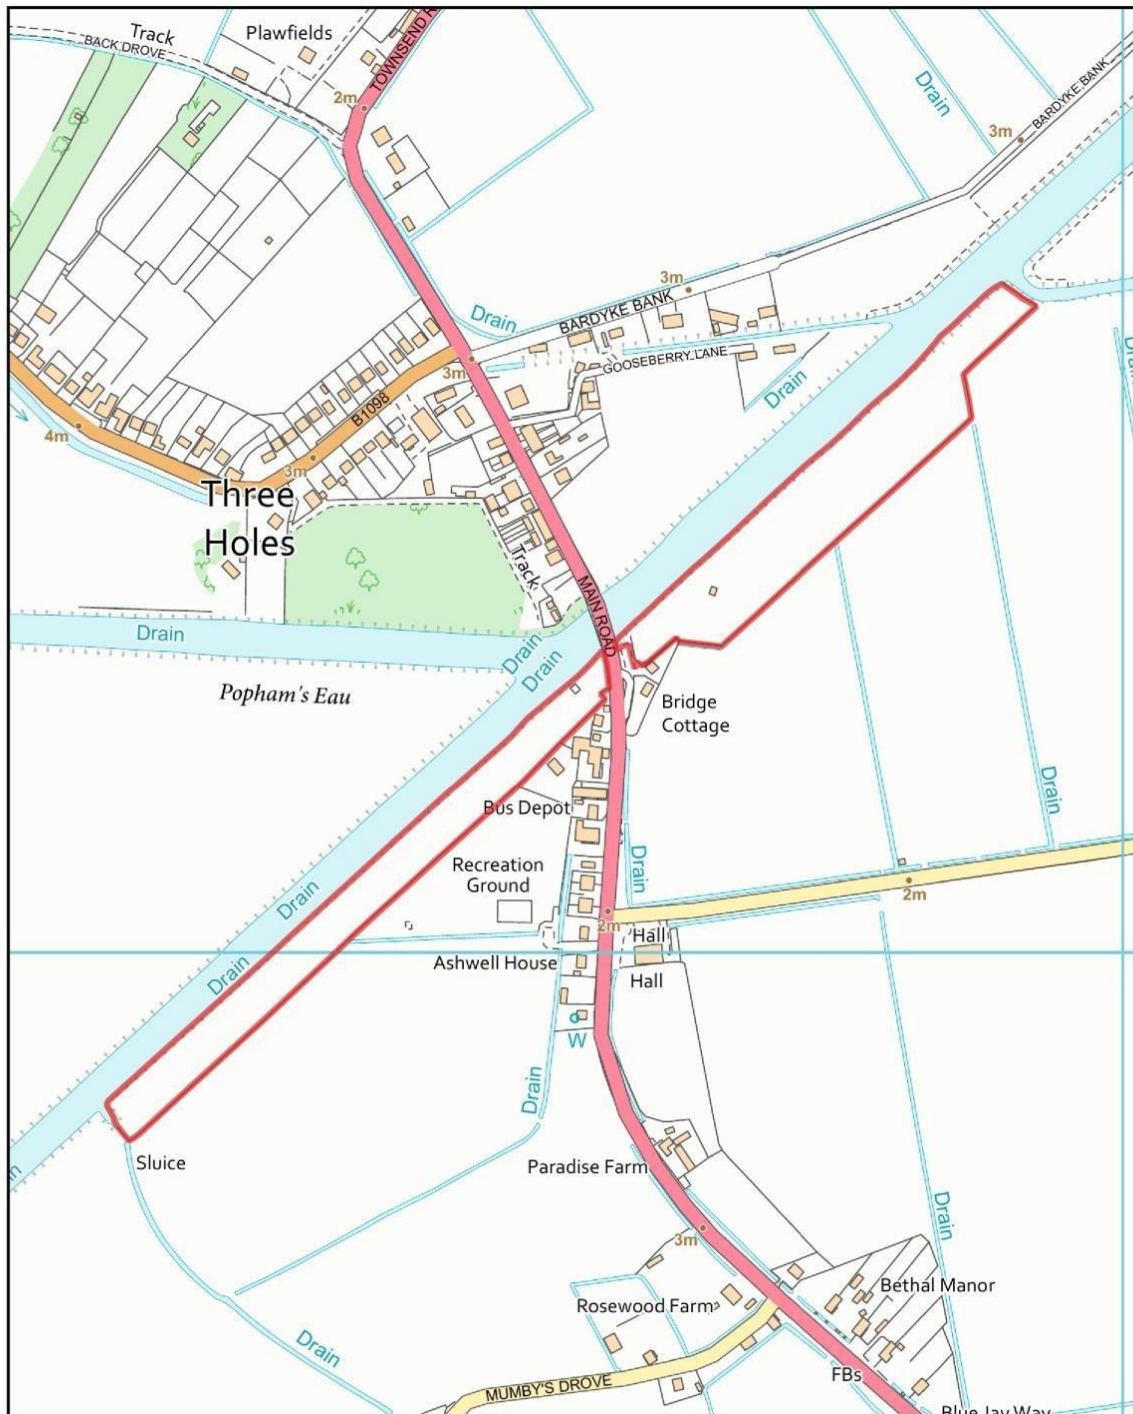 Track
Plawfields
BACK DROVE
TOWNSEND R
2m
Drain
3m
BARDYKE BANK
3m
Drain
BARDYKE BANK
3m
GOOSEBERRY LANE
Drain
Drain
B1098
4m
3m
Three
Holes
Track
MAIN ROAD
Drain
Drain
Drain
Popham's Eau
Bridge
Cottage
Bus Depot
Drain
Recreation
Ground
Drain
Drain
2m
2m
Hall
Ashwell House
Drain
Hall
W
Drain
Sluice
Paradise Farm
Drain
3m
Bethal Manor
Rosewood Farm
Drain
FBs
MUMBY'S DROVE
Blue Jay Way